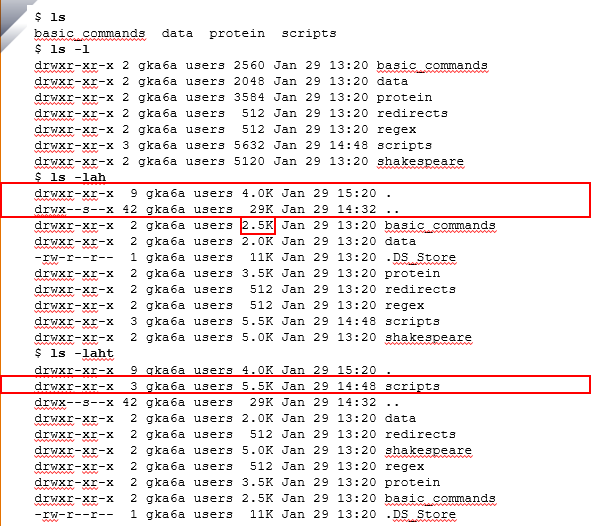 $ ls
basic_commands  data  protein  scripts
$ ls -l
drwxr-xr-x 2 gka6a users 2560 Jan 29 13:20 basic_commands
drwxr-xr-x 2 gka6a users 2048 Jan 29 13:20 data
drwxr-xr-x 2 gka6a users 3584 Jan 29 13:20 protein
drwxr-xr-x 2 gka6a users  512 Jan 29 13:20 redirects
drwxr-xr-x 2 gka6a users  512 Jan 29 13:20 regex
drwxr-xr-x 3 gka6a users 5632 Jan 29 14:48 scripts
drwxr-xr-x 2 gka6a users 5120 Jan 29 13:20 shakespeare
$ ls -lah
drwxr-xr-x  9 gka6a users 4.0K Jan 29 15:20 .
drwx--s--x 42 gka6a users  29K Jan 29 14:32 ..
drwxr-xr-x  2 gka6a users 2.5K Jan 29 13:20 basic_commands
drwxr-xr-x  2 gka6a users 2.0K Jan 29 13:20 data
-rw-r--r--  1 gka6a users  11K Jan 29 13:20 .DS_Store
drwxr-xr-x  2 gka6a users 3.5K Jan 29 13:20 protein
drwxr-xr-x  2 gka6a users  512 Jan 29 13:20 redirects
drwxr-xr-x  2 gka6a users  512 Jan 29 13:20 regex
drwxr-xr-x  3 gka6a users 5.5K Jan 29 14:48 scripts
drwxr-xr-x  2 gka6a users 5.0K Jan 29 13:20 shakespeare
$ ls -laht
drwxr-xr-x  9 gka6a users 4.0K Jan 29 15:20 .
drwxr-xr-x  3 gka6a users 5.5K Jan 29 14:48 scripts
drwx--s--x 42 gka6a users  29K Jan 29 14:32 ..
drwxr-xr-x  2 gka6a users 2.0K Jan 29 13:20 data
drwxr-xr-x  2 gka6a users  512 Jan 29 13:20 redirects
drwxr-xr-x  2 gka6a users 5.0K Jan 29 13:20 shakespeare
drwxr-xr-x  2 gka6a users  512 Jan 29 13:20 regex
drwxr-xr-x  2 gka6a users 3.5K Jan 29 13:20 protein
drwxr-xr-x  2 gka6a users 2.5K Jan 29 13:20 basic_commands
-rw-r--r--  1 gka6a users  11K Jan 29 13:20 .DS_Store